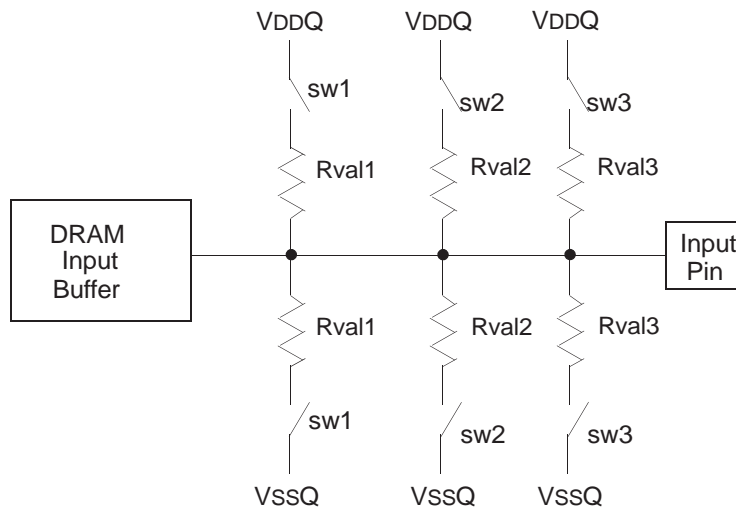 VDDQ VDDQ VDDQ
sw1 sw2 sw3
Rval1 Rval2 Rval3
DRAM
Input
Buffer
Input
Pin
Rval1 Rval2 Rval3
sw1 sw2 sw3
VSSQ VSSQ VSSQ